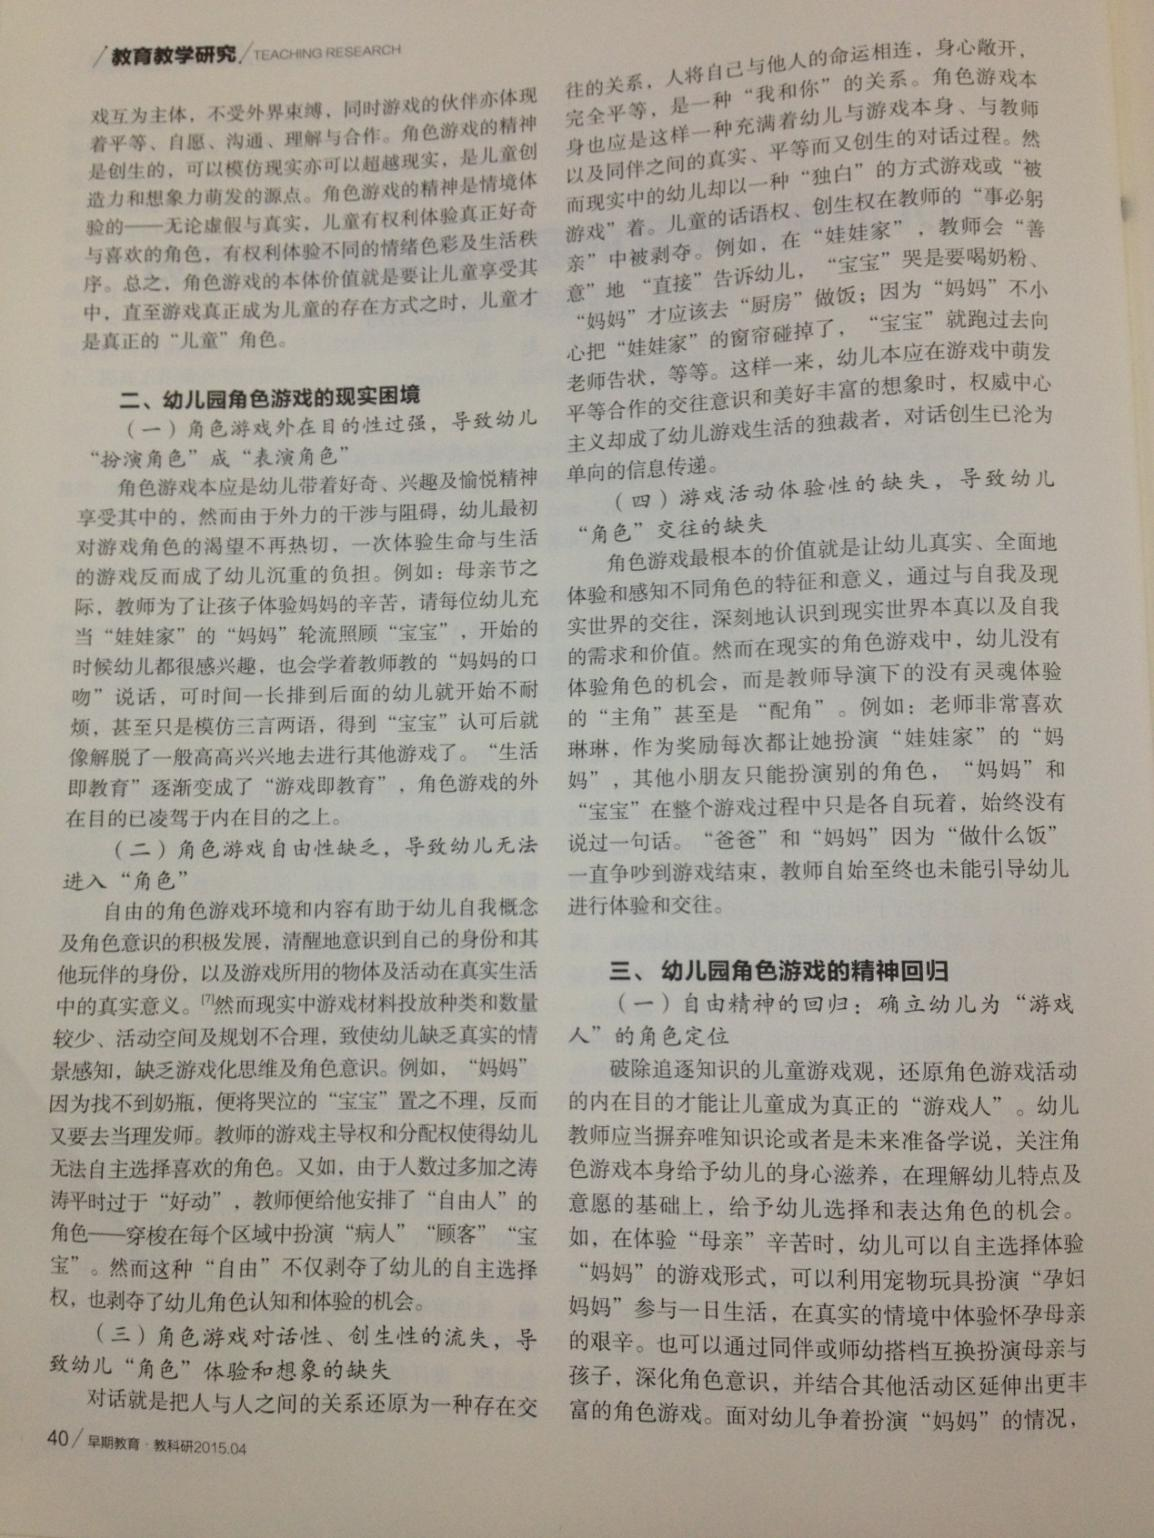 教育教学研究 TEACHING RESEARCH
戏互为主体，不受外界束缚，同时游戏的伙伴亦体现
着平等、自愿、沟通、理解与合作。角色游戏的精神
是创生的，可以模仿现实亦可以超越现实，是儿童创
造力和想象力萌发的源点。角色游戏的精神是情境体
验的——无论虚假与真实，儿童有权利体验真正好奇
与喜欢的角色，有权利体验不同的情绪色彩及生活秩
序。总之，角色游戏的本体价值就是要让儿童享受其
中，直至游戏真正成为儿童的存在方式之时，儿童才
是真正的“儿童”角色。
二、幼儿园角色游戏的现实困境
（一）角色游戏外在目的性过强，导致幼儿
“扮演角色”成“表演角色”
角色游戏本应是幼儿带着好奇、兴趣及愉悦精神
享受其中的，然而由于外力的干涉与阻碍，幼儿最初
对游戏角色的渴望不再热切，一次体验生命与生活
的游戏反而成了幼儿沉重的负担。例如：母亲节之
际，教师为了让孩子体验妈妈的辛苦，请每位幼儿充
当“娃娃家”的“妈妈”轮流照顾“宝宝”，开始的
时候幼儿都很感兴趣，也会学着教师教的“妈妈的口
吻”说话，可时间一长排到后面的幼儿就开始不耐
烦，甚至只是模仿三言两语，得到“宝宝”认可后就
像解脱了一般高高兴兴地去进行其他游戏了。“生活
即教育”逐渐变成了“游戏即教育”，角色游戏的外
在目的已凌驾于内在目的之上。
（二）角色游戏自由性缺乏，导致幼儿无法
进入“角色”
自由的角色游戏环境和内容有助于幼儿自我概念
及角色意识的积极发展，清醒地意识到自己的身份和其
他玩伴的身份，以及游戏所用的物体及活动在真实生活
中的真实意义。[7]然而现实中游戏材料投放种类和数量
较少、活动空间及规划不合理，致使幼儿缺乏真实的情
景感知，缺乏游戏化思维及角色意识。例如，“妈妈”
因为找不到奶瓶，便将哭泣的“宝宝”置之不理，反而
又要去当理发师。教师的游戏主导权和分配权使得幼儿
无法自主选择喜欢的角色。又如，由于人数过多加之涛
涛平时过于“好动”，教师便给他安排了“自由人”的
角色——穿梭在每个区域中扮演“病人”“顾客”“宝
宝”。然而这种“自由”不仅剥夺了幼儿的自主选择
权，也剥夺了幼儿角色认知和体验的机会。
（三）角色游戏对话性、创生性的流失，导
致幼儿“角色”体验和想象的缺失
对话就是把人与人之间的关系还原为一种存在交
往的关系，人将自己与他人的命运相连，身心敞开，
完全平等，是一种“我和你”的关系。角色游戏本
身也应是这样一种充满着幼儿与游戏本身、与教师
以及同伴之间的真实、平等而又创生的对话过程。然
而现实中的幼儿却以一种“独白”的方式游戏或“被
游戏”着。儿童的话语权、创生权在教师的“事必躬
亲”中被剥夺。例如，在“娃娃家”，教师会“善
意”地“直接”告诉幼儿，“宝宝”哭是要喝奶粉、
“妈妈”才应该去“厨房”做饭；因为“妈妈”不小
心把“娃娃家”的窗帘碰掉了，“宝宝”就跑过去向
老师告状，等等。这样一来，幼儿本应在游戏中萌发
平等合作的交往意识和美好丰富的想象时，权威中心
主义却成了幼儿游戏生活的独裁者，对话创生已沦为
单向的信息传递。
（四）游戏活动体验性的缺失，导致幼儿
“角色”交往的缺失
角色游戏最根本的价值就是让幼儿真实、全面地
体验和感知不同角色的特征和意义，通过与自我及现
实世界的交往，深刻地认识到现实世界本真以及自我
的需求和价值。然而在现实的角色游戏中，幼儿没有
体验角色的机会，而是教师导演下的没有灵魂体验
的“主角”甚至是“配角”。例如：老师非常喜欢
琳琳，作为奖励每次都让她扮演“娃娃家”的“妈
妈”，其他小朋友只能扮演别的角色，“妈妈”和
“宝宝”在整个游戏过程中只是各自玩着，始终没有
说过一句话。“爸爸”和“妈妈”因为“做什么饭”
一直争吵到游戏结束，教师自始至终也未能引导幼儿
进行体验和交往。
三、幼儿园角色游戏的精神回归
（一）自由精神的回归：确立幼儿为“游戏
人”的角色定位
破除追逐知识的儿童游戏观，还原角色游戏活动
的内在目的才能让儿童成为真正的“游戏人”。幼儿
教师应当摒弃唯知识论或者是未来准备学说，关注角
色游戏本身给予幼儿的身心滋养，在理解幼儿特点及
意愿的基础上，给予幼儿选择和表达角色的机会。
如，在体验“母亲”辛苦时，幼儿可以自主选择体验
“妈妈”的游戏形式，可以利用宠物玩具扮演“孕妇
妈妈”参与一日生活，在真实的情境中体验怀孕母亲
的艰辛。也可以通过同伴或师幼搭档互换扮演母亲与
孩子，深化角色意识，并结合其他活动区延伸出更丰
富的角色游戏。面对幼儿争着扮演“妈妈”的情况，
40/早期教育·教科研2015.04